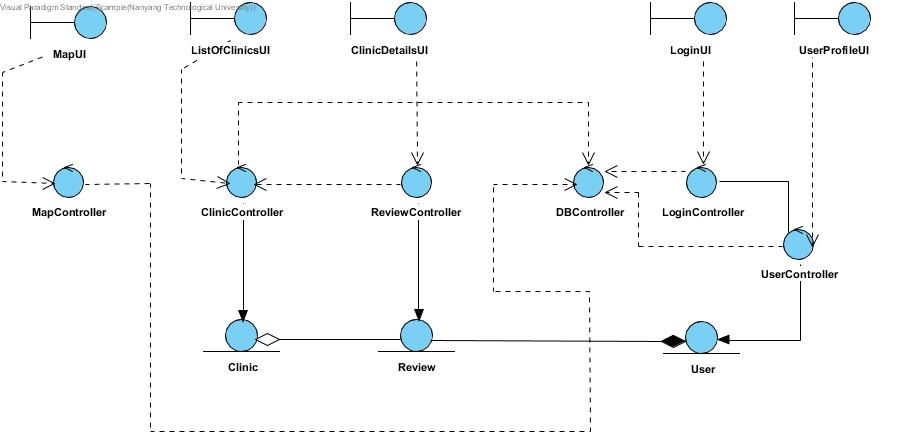 Visual Paradigm Standard(Scampie(Nanyang Technological University))
MapUI
ListOfClinicsUI
ClinicDetailsUI
LoginUI
UserProfileUI
MapController
ClinicController
ReviewController
DBController
LoginController
UserController
Clinic
Review
User